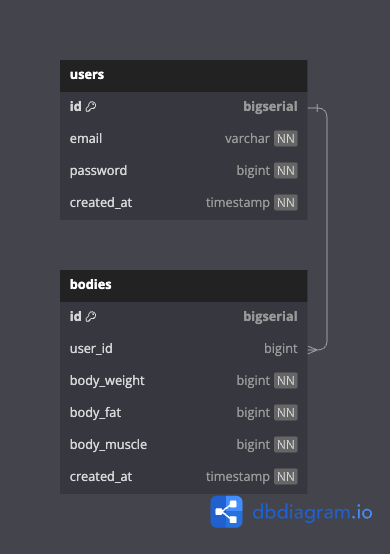 users
id bigserial
email varchar NN
password bigint NN
created_at timestamp NN
bodies
id bigserial
user_id bigint
body_weight bigint NN
body_fat bigint NN
body_muscle bigint NN
created_at timestamp NN
dbdiagram.io